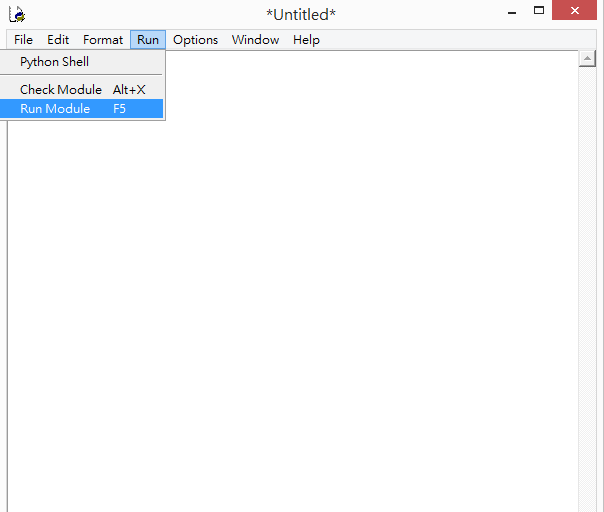 *Untitled*
File Edit Format Run Options Window Help
Python Shell
Check Module Alt+X
Run Module F5